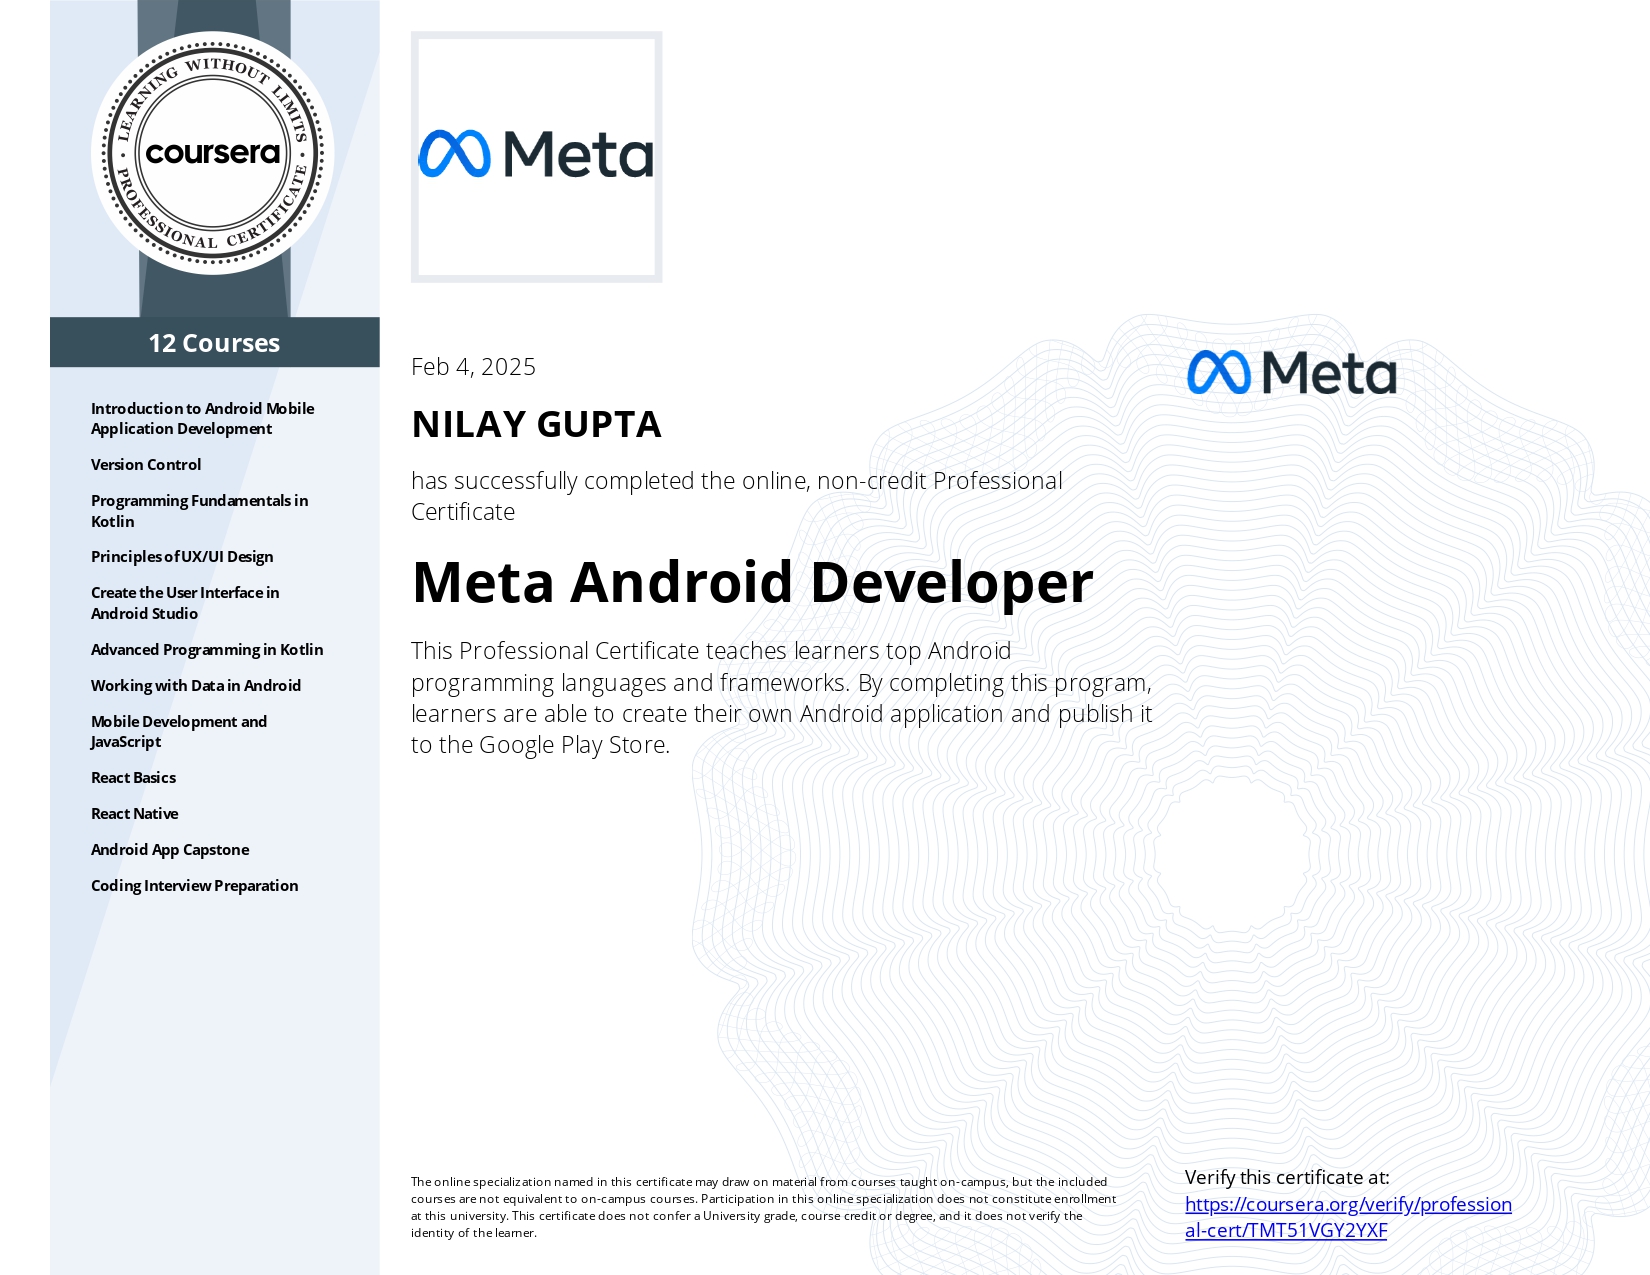 LEARNING WITHOUT LIMITS
coursera
PROFESSIONAL CERTIFICATE
12 Courses
Introduction to Android Mobile
Application Development
Version Control
Programming Fundamentals in
Kotlin
Principles of UX/UI Design
Create the User Interface in
Android Studio
Advanced Programming in Kotlin
Working with Data in Android
Mobile Development and
JavaScript
React Basics
React Native
Android App Capstone
Coding Interview Preparation
Meta
Feb 4, 2025
NILAY GUPTA
has successfully completed the online, non-credit Professional
Certificate
Meta Android Developer
This Professional Certificate teaches learners top Android
programming languages and frameworks. By completing this program,
learners are able to create their own Android application and publish it
to the Google Play Store.
Meta
The online specialization named in this certificate may draw on material from courses taught on-campus, but the included
courses are not equivalent to on-campus courses. Participation in this online specialization does not constitute enrollment
at this university. This certificate does not confer a University grade, course credit or degree, and it does not verify the
identity of the learner.
Verify this certificate at:
https://coursera.org/verify/profession
al-cert/TMT51VGY2YXF